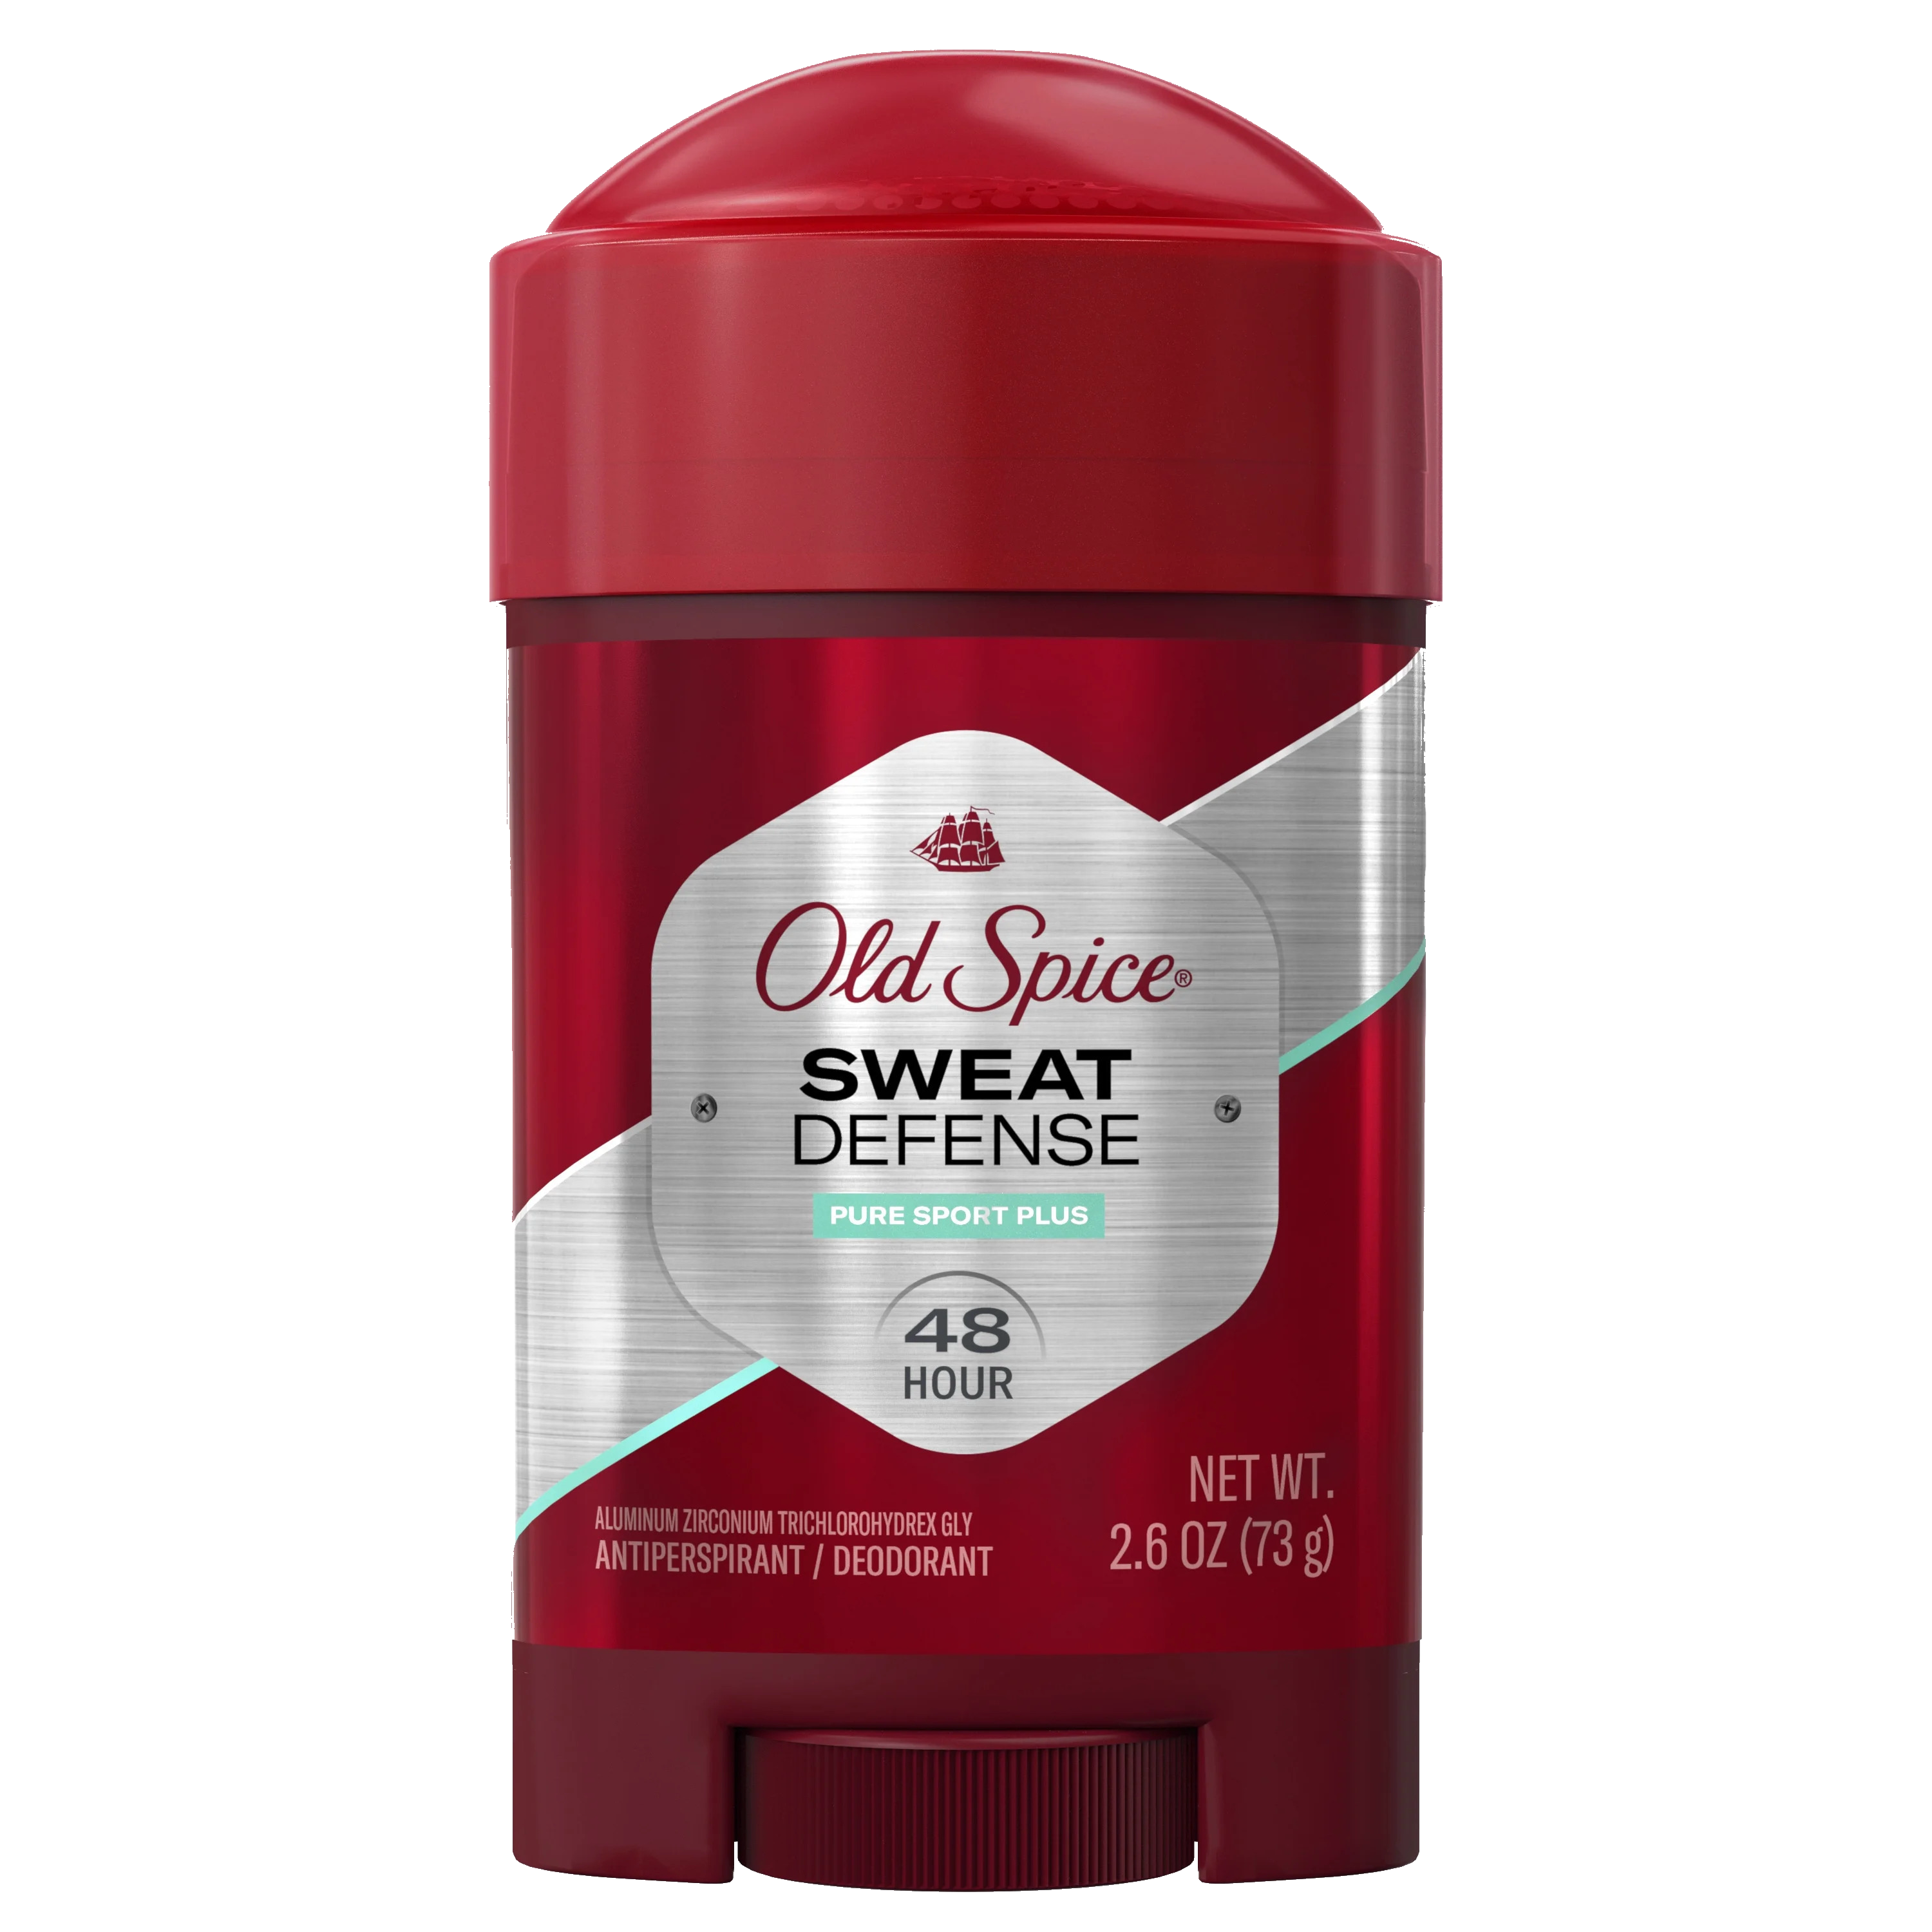 Old Spice®
SWEAT
DEFENSE
PURE SPORT PLUS
48
HOUR
NET WT.
2.6 OZ (73 g)
ALUMINUM ZIRCONIUM TRICHLOROHYDREX GLY
ANTIPERSPIRANT / DEODORANT